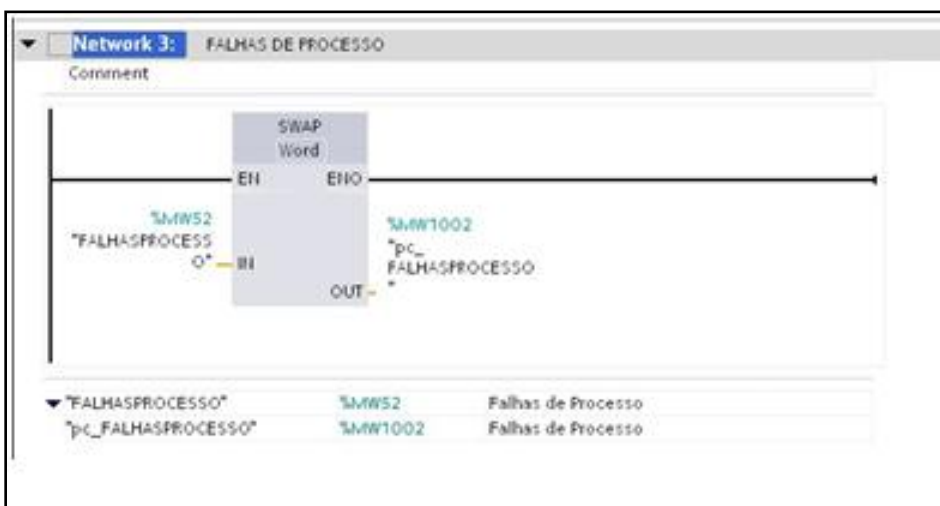 Network 3: FALHAS DE PROCESSO
Comment
SWAP
Word
EN ENO
%MW52
"FALHASPROCESS
O"
IN
%MW1002
"pc_
FALHASPROCESSO
"
OUT
"FALHASPROCESSO" %MW52 Falhas de Processo
"pc_FALHASPROCESSO" %MW1002 Falhas de Processo